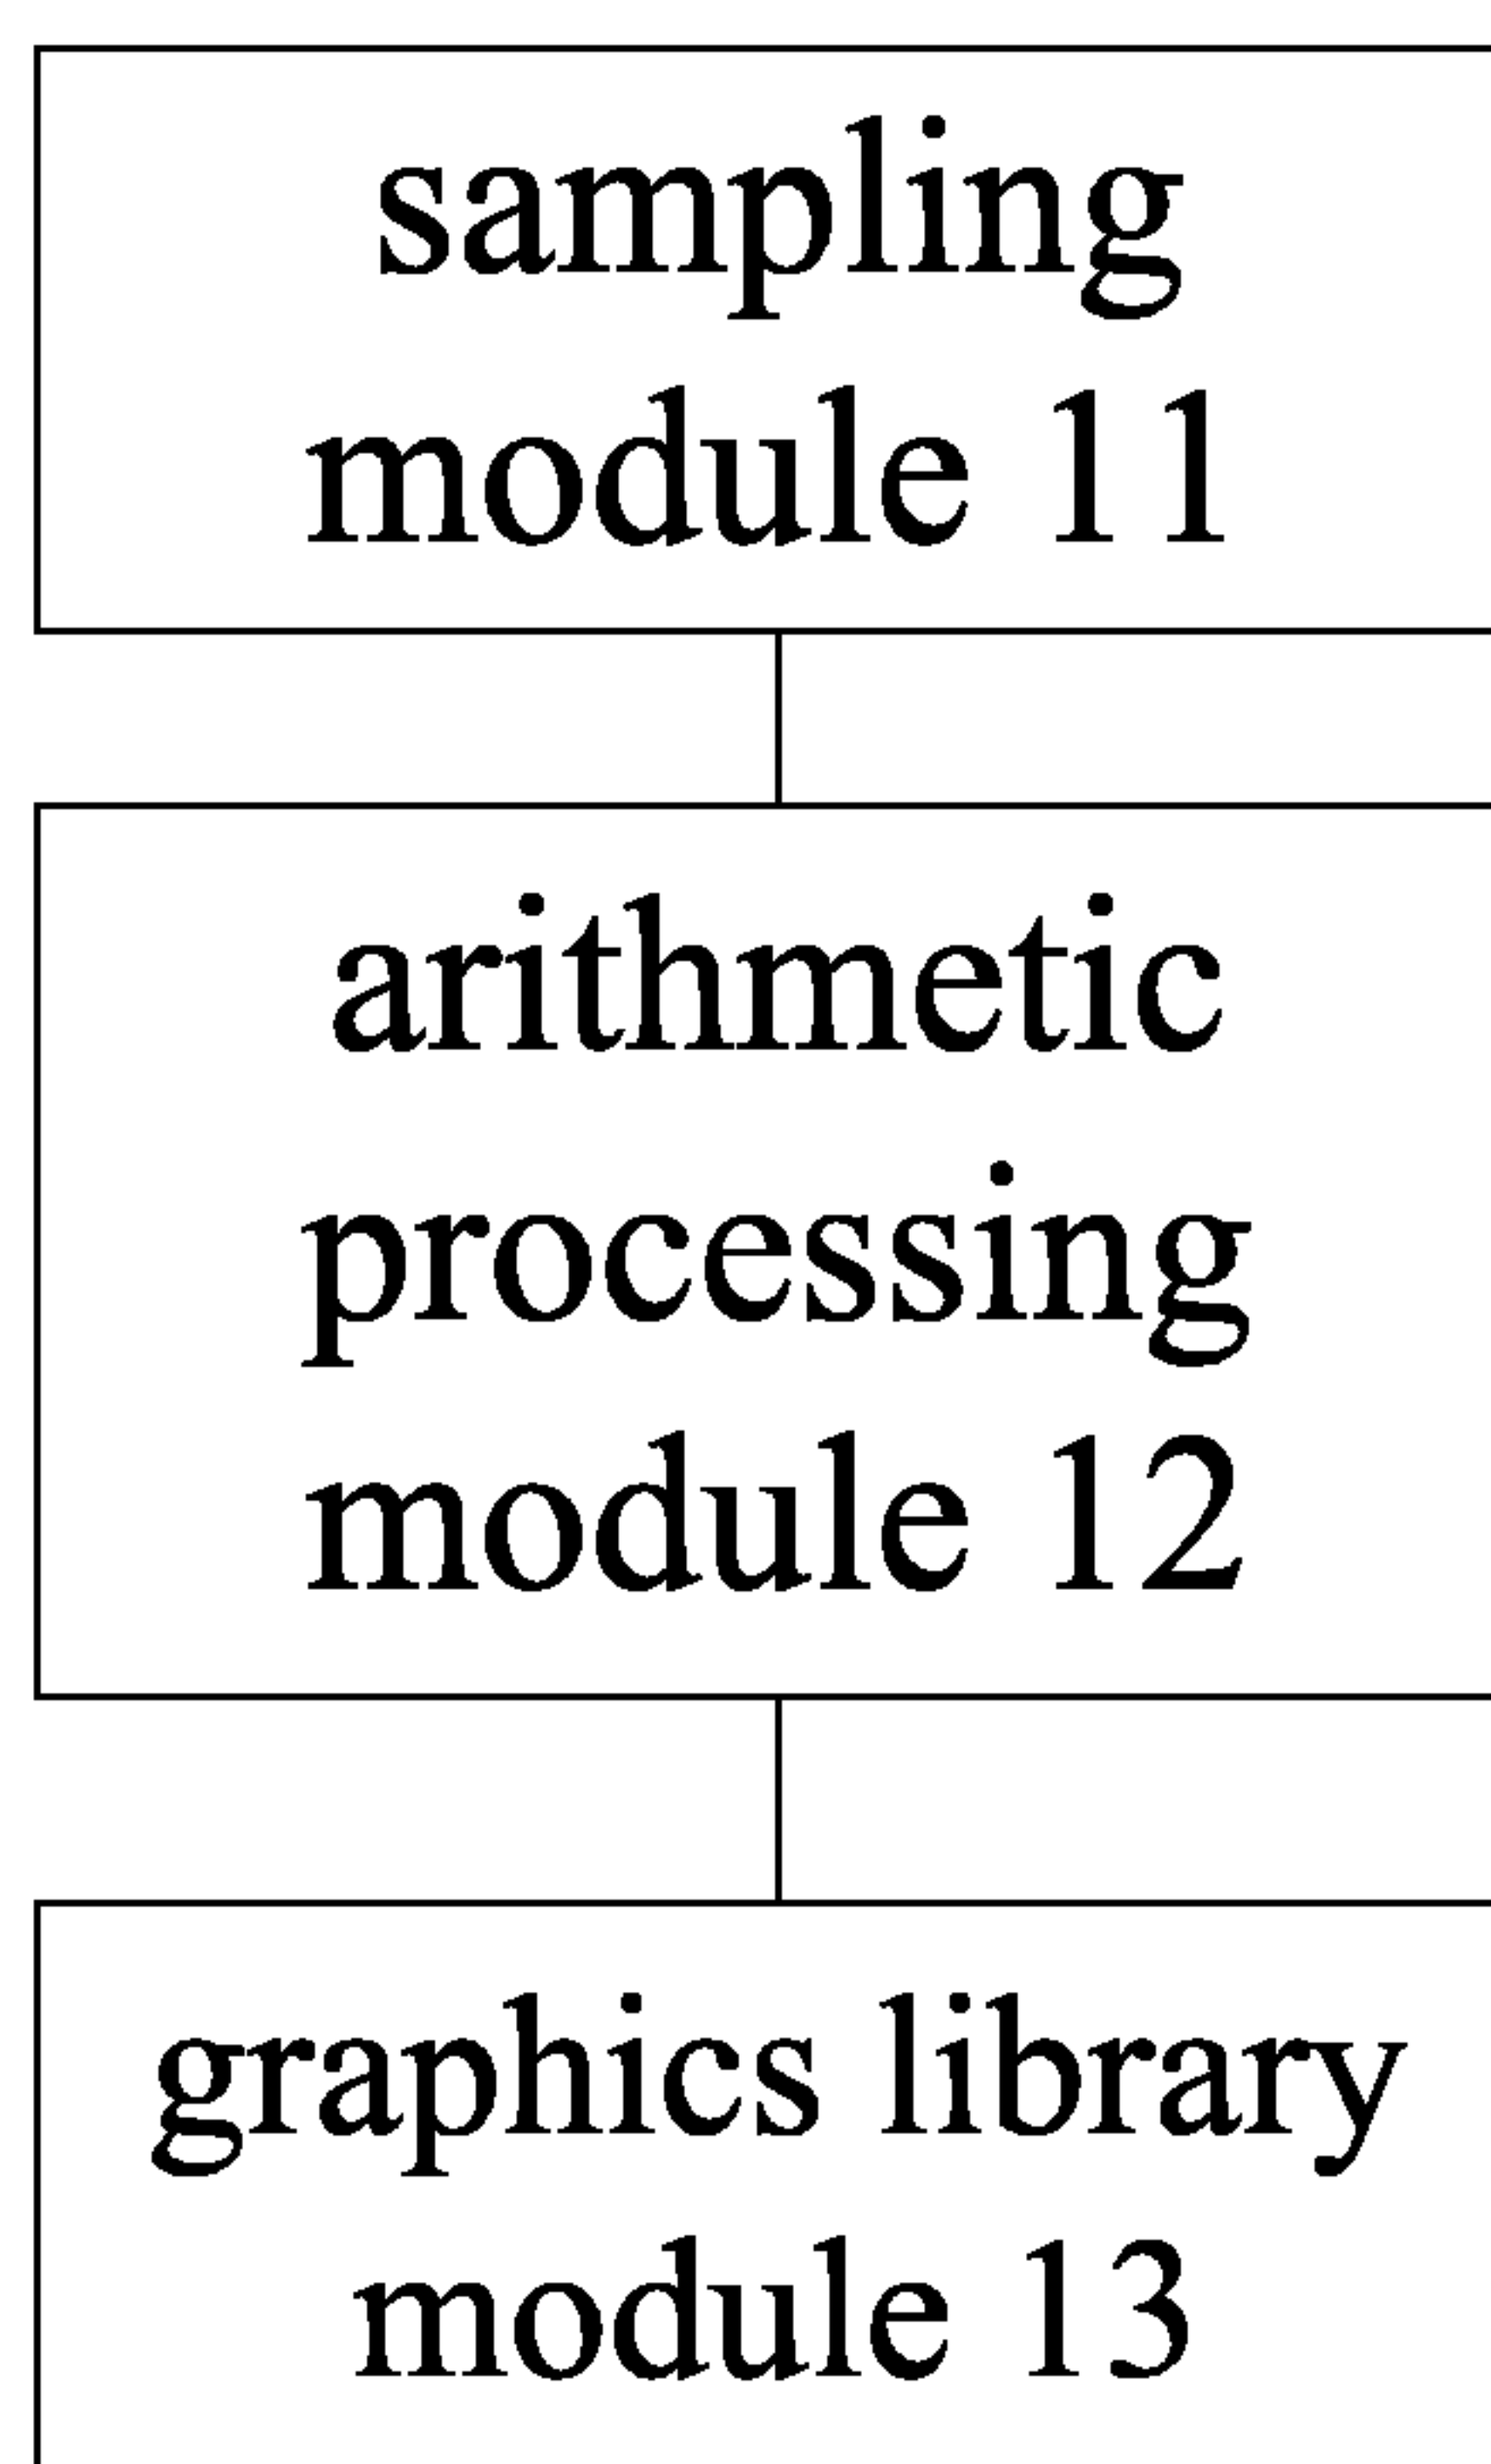 sampling
module 11
arithmetic
processing
module 12
graphics library
module 13